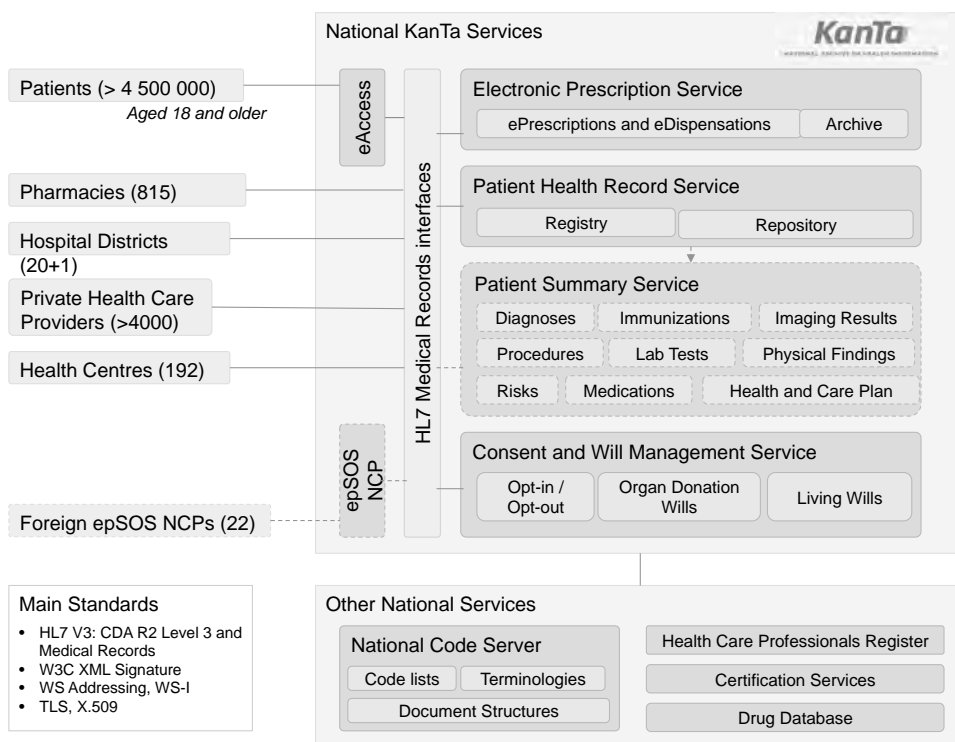 National KanTa Services
KanTa
NATIONAL ARCHIVE OF HEALTH INFORMATION
Patients (> 4 500 000)
Aged 18 and older
Pharmacies (815)
Hospital Districts
(20+1)
Private Health Care
Providers (>4000)
Health Centres (192)
Foreign epSOS NCPs (22)
eAccess
epSOS
NCP
HL7 Medical Records interfaces
Electronic Prescription Service
ePrescriptions and eDispensations
Archive
Patient Health Record Service
Registry
Repository
Patient Summary Service
Diagnoses
Immunizations
Imaging Results
Procedures
Lab Tests
Physical Findings
Risks
Medications
Health and Care Plan
Consent and Will Management Service
Opt-in /
Opt-out
Organ Donation
Wills
Living Wills
Main Standards
• HL7 V3: CDA R2 Level 3 and
Medical Records
• W3C XML Signature
• WS Addressing, WS-I
• TLS, X.509
Other National Services
National Code Server
Code lists
Terminologies
Document Structures
Health Care Professionals Register
Certification Services
Drug Database